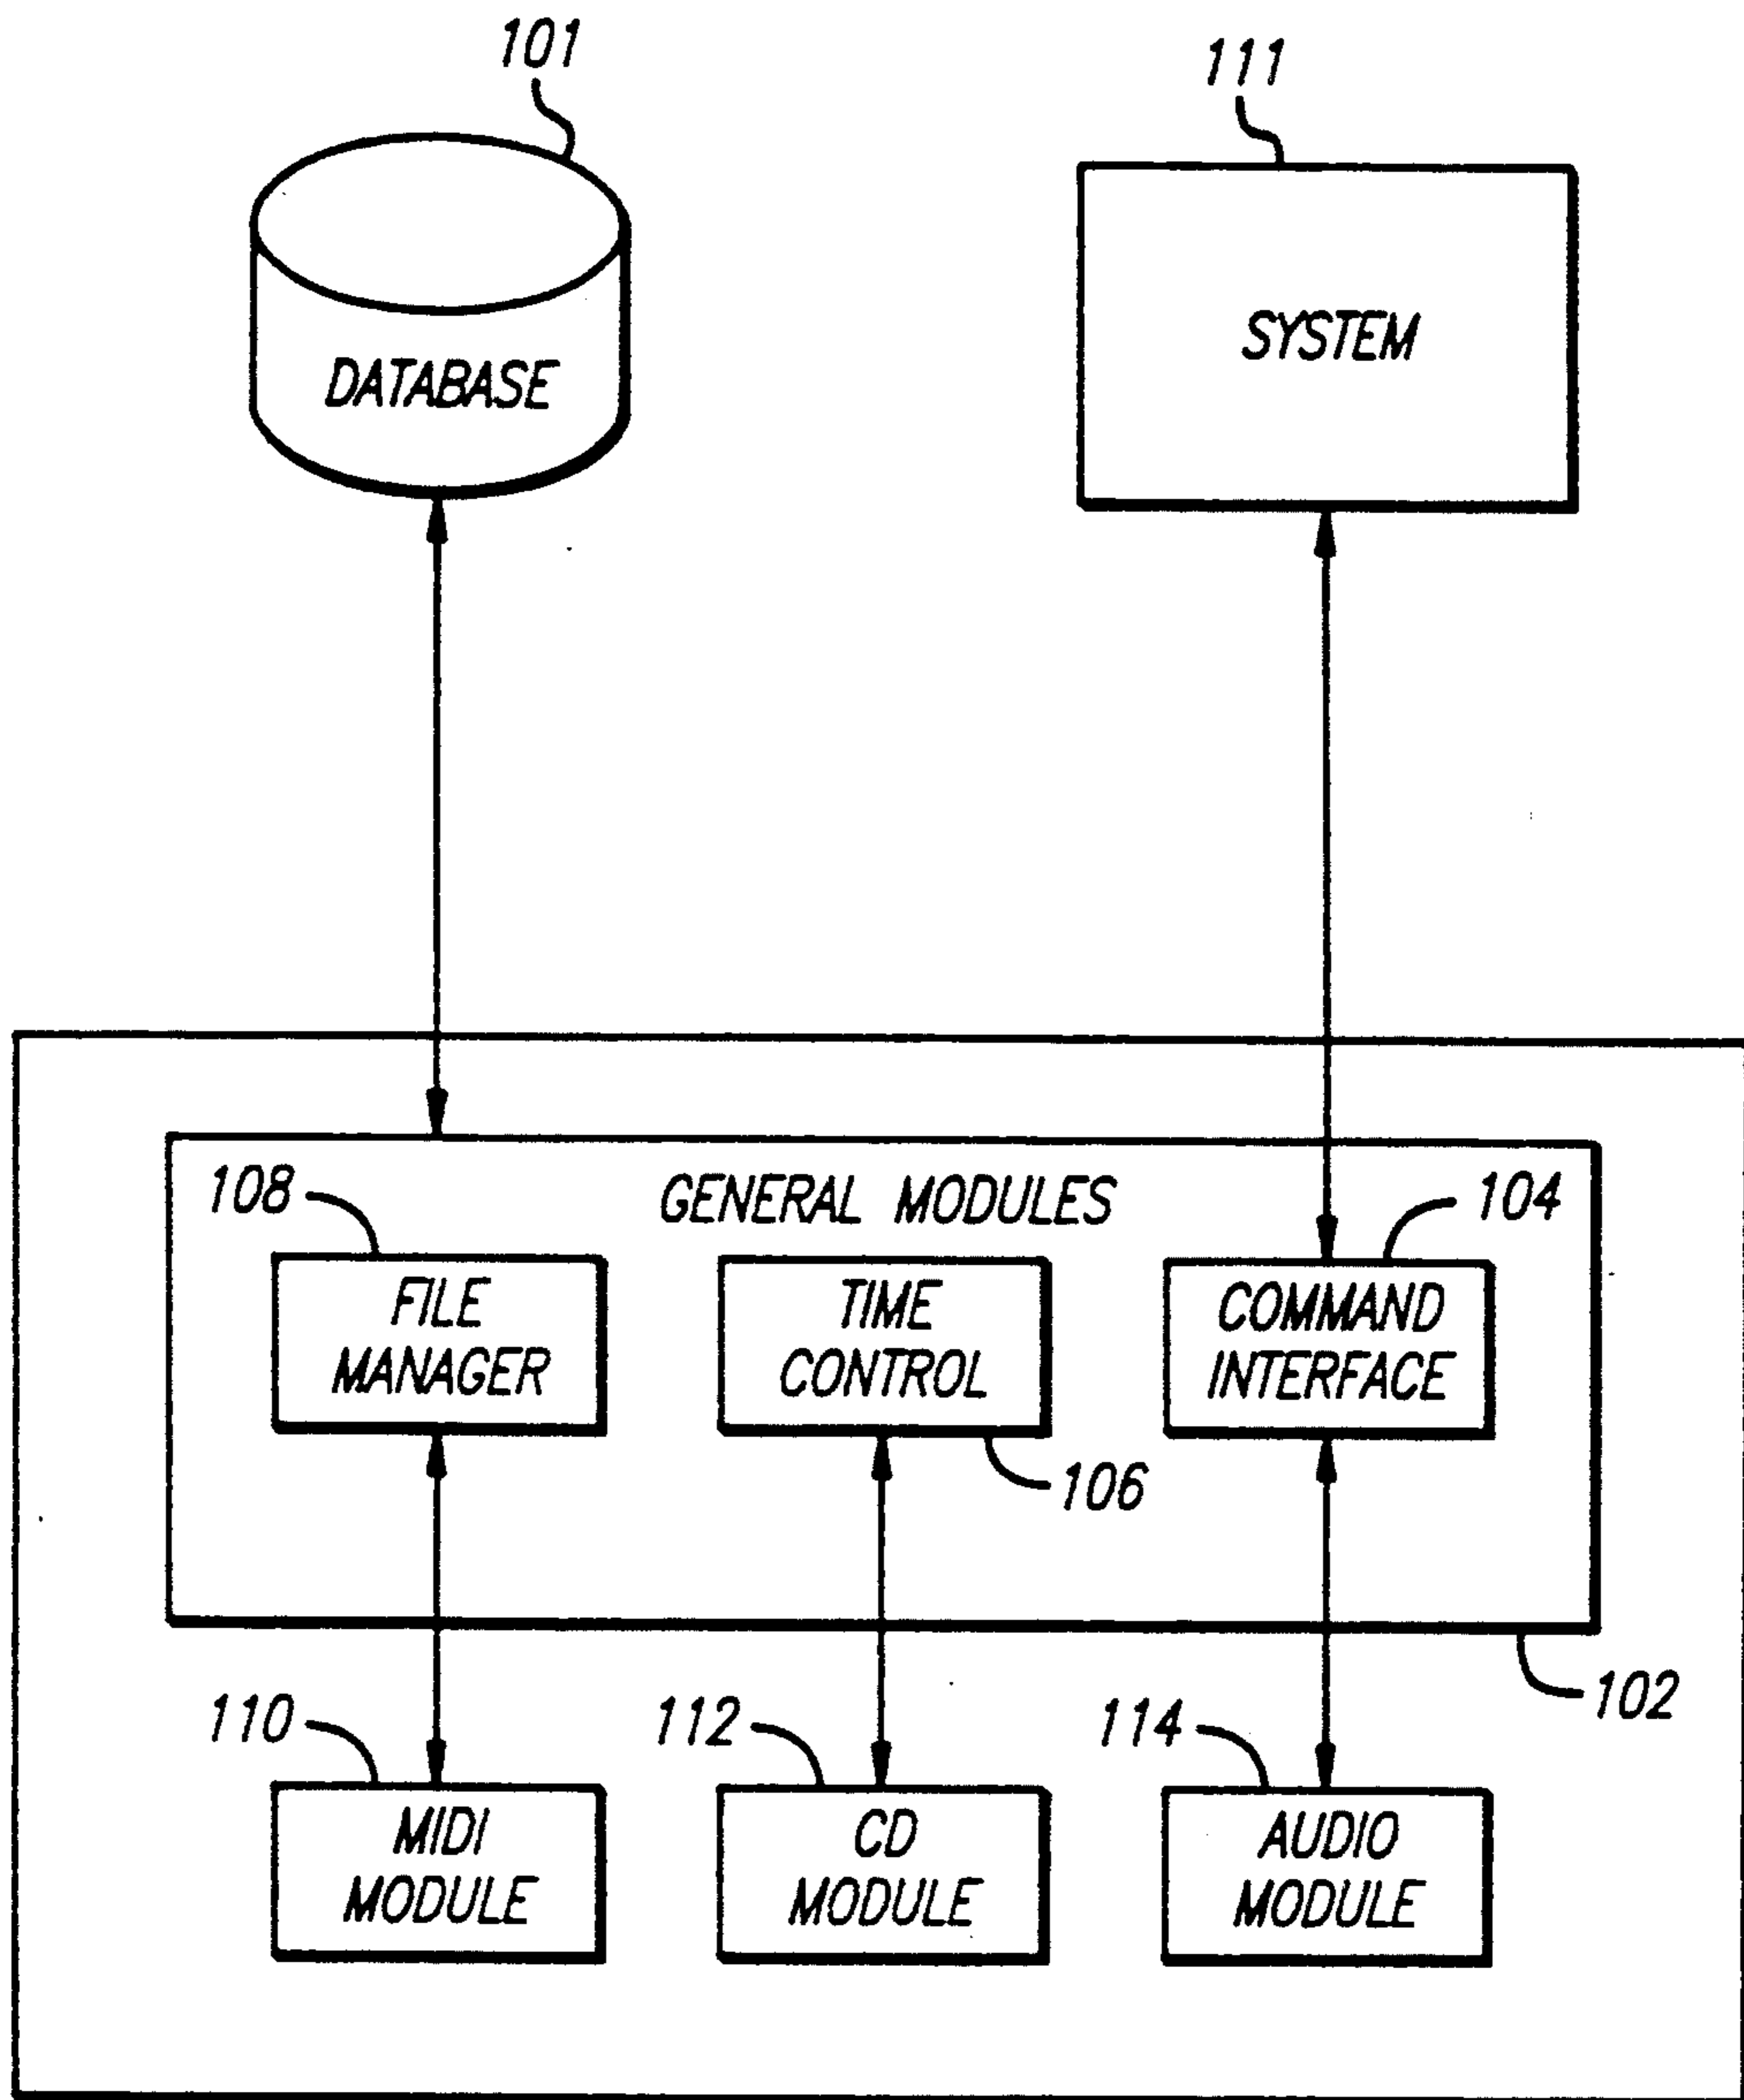 101
111
DATABASE
SYSTEM
GENERAL MODULES
108
104
FILE
MANAGER
TIME
CONTROL
COMMAND
INTERFACE
106
102
110
112
114
MIDI
MODULE
CD
MODULE
AUDIO
MODULE